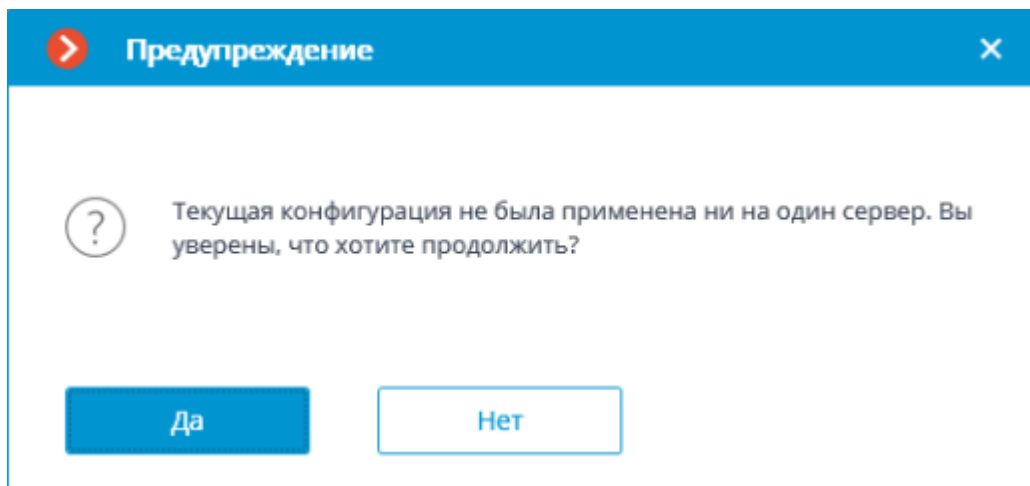 Предупреждение
Текущая конфигурация не была применена ни на один сервер. Вы
уверены, что хотите продолжить?
Да
Нет